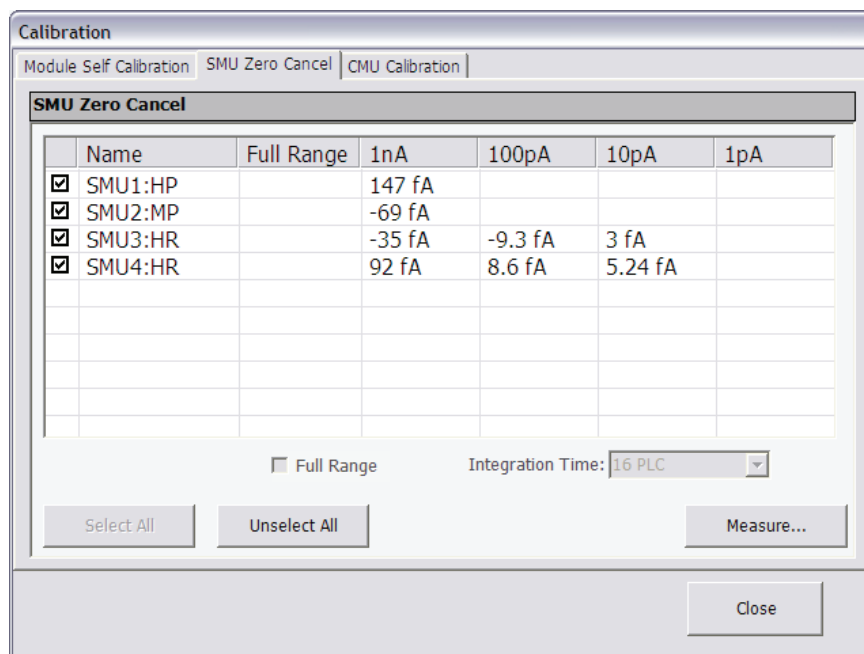 Calibration
Module Self Calibration SMU Zero Cancel CMU Calibration
SMU Zero Cancel
Name Full Range 1nA 100pA 10pA 1pA
SMU1:HP 147 fA
SMU2:MP -69 fA
SMU3:HR -35 fA -9.3 fA 3 fA
SMU4:HR 92 fA 8.6 fA 5.24 fA
Full Range Integration Time: 16 PLC
Select All Unselect All Measure...
Close